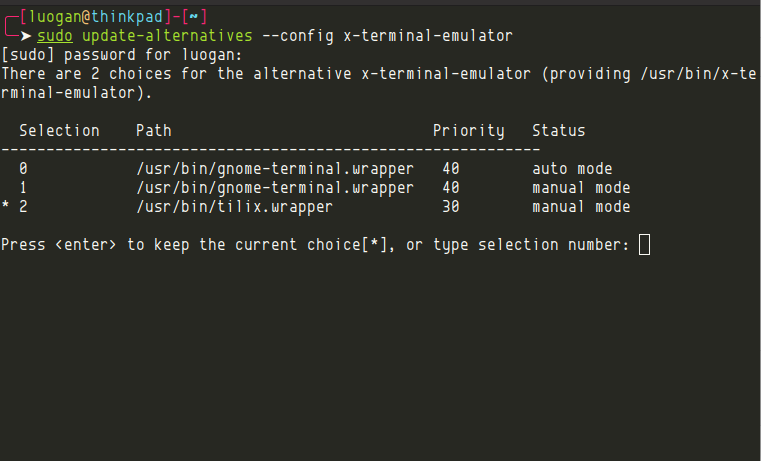 ╭─[luogan@thinkpad]-[~]
╰─➤ sudo update-alternatives --config x-terminal-emulator
[sudo] password for luogan:
There are 2 choices for the alternative x-terminal-emulator (providing /usr/bin/x-te
rminal-emulator).
  Selection    Path                             Priority   Status
------------------------------------------------------------
  0            /usr/bin/gnome-terminal.wrapper   40        auto mode
  1            /usr/bin/gnome-terminal.wrapper   40        manual mode
* 2            /usr/bin/tilix.wrapper            30        manual mode
Press <enter> to keep the current choice[*], or type selection number: